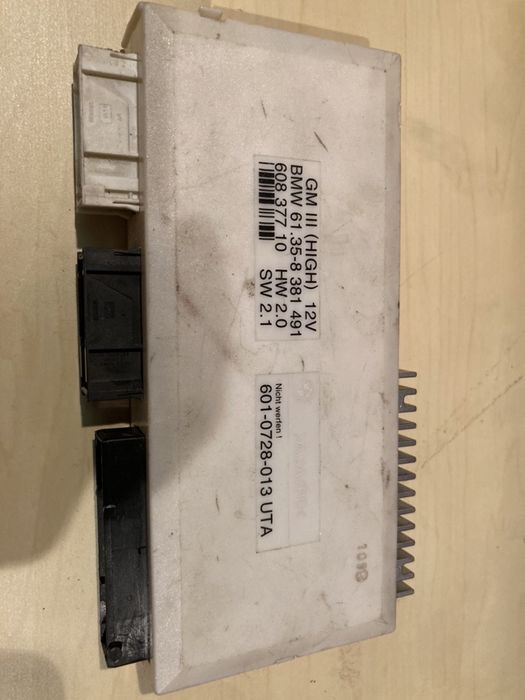 GM III (HIGH) 12V
BMW 61.35-8 381 491
608 377 10 HW 2.0
SW 2.1
Nicht werfen !
601-0728-013 UTA